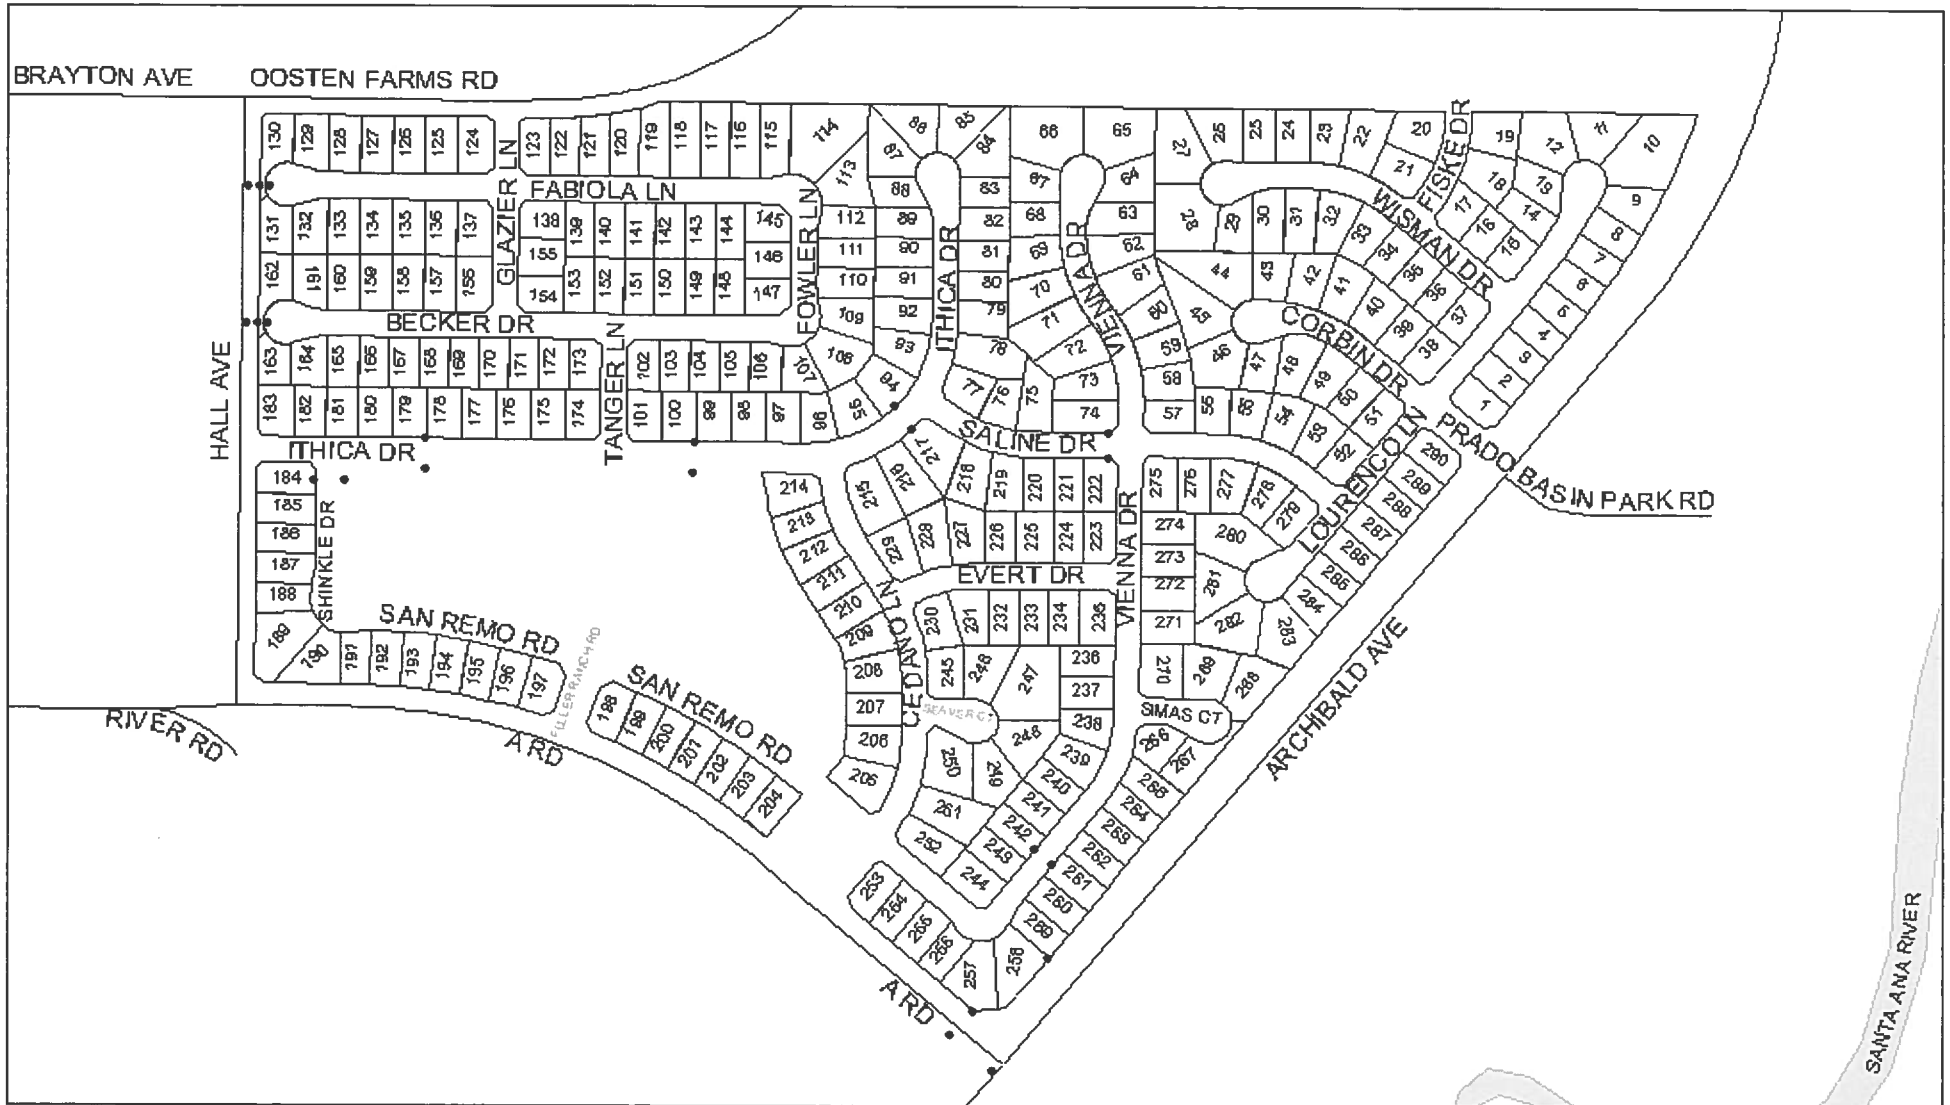 BRAYTON AVE
OOSTEN FARMS RD
130 129 128 127 126 125 124
123 122 121 120 119 118 117 116 115 114
86 85
66 65
27 26 25 24 23 22 20
FISKE DR
19 12 11 10
87 84
113
21
GLAZIER LN
FABIOLA LN
FOWLER LN
88 83 67 64
18 13 9
WISMAN DR
131 132 133 134 135 136 137
138 139 140 141 142 143 144 145
112 89 82 68 63
28 29 30 31 32 33 34 35 36 37
17 16 15 14
8 7 6 5 4 3 2 1
155 146
111 90 81 69 62
ITHICA DR
VIENNA DR
162 161 160 159 158 157 156
154 153 152 151 150 149 148 147
110 91 80 70 61
44 43 42 41 40 39 38
BECKER DR
109 92 79 71 60 45
CORBIN DR
HALL AVE
TANGER LN
163 164 165 166 167 168 169 170 171 172 173
102 103 104 105 106 107 108
93 78 72 59 46 47 48 49 50 51
94 77 76 75 73 58
183 182 181 180 179 178 177 176 175 174
101 100 99 98 97 96 95
74 57 56 55 54 53 52
ITHICA DR
SALINE DR
LOURENCO LN
PRADO BASIN PARK RD
184
185
186
187
188
189
190
SHINKLE DR
214
213
212
211
210
209
208
207
206
205
215 216 217 218 219 220 221 222
229 228 227 226 225 224 223
275 276 277 278 279
290
289
288
287
286
285
284
283
274
273
272
271
280
281
282
VIENNA DR
EVERT DR
CEDANO LN
230 231 232 233 234 235
SAN REMO RD
191 192 193 194 195 196 197
FELLER RANCH RD
SAN REMO RD
198 199 200 201 202 203 204
245 246 247
236
237
238
239
240
241
242
243
244
270 269 268
SEAVER CT
SIMAS CT
248
249
250
251
252
266 267
265
264
263
262
261
260
259
258
257
RIVER RD
A RD
ARCHIBALD AVE
253 254 255 256
A RD
SANTA ANA RIVER